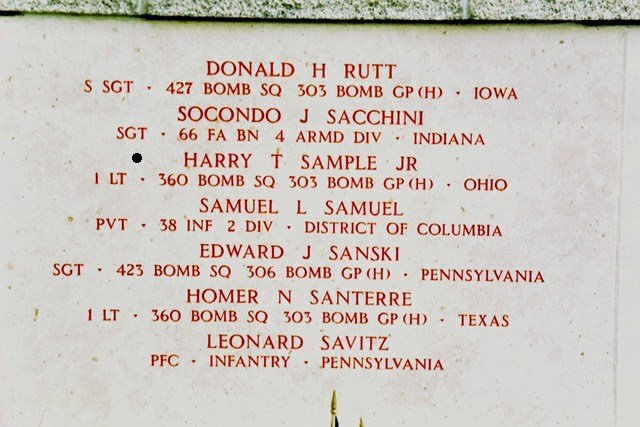 DONALD H RUTT
S SGT · 427 BOMB SQ 303 BOMB GP (H) · IOWA
SOCONDO J SACCHINI
SGT · 66 FA BN 4 ARMD DIV · INDIANA
HARRY T SAMPLE JR
1 LT · 360 BOMB SQ 303 BOMB GP (H) · OHIO
SAMUEL L SAMUEL
PVT · 38 INF 2 DIV · DISTRICT OF COLUMBIA
EDWARD J SANSKI
SGT · 423 BOMB SQ 306 BOMB GP (H) · PENNSYLVANIA
HOMER N SANTERRE
1 LT · 360 BOMB SQ 303 BOMB GP (H) · TEXAS
LEONARD SAVITZ
PFC · INFANTRY · PENNSYLVANIA